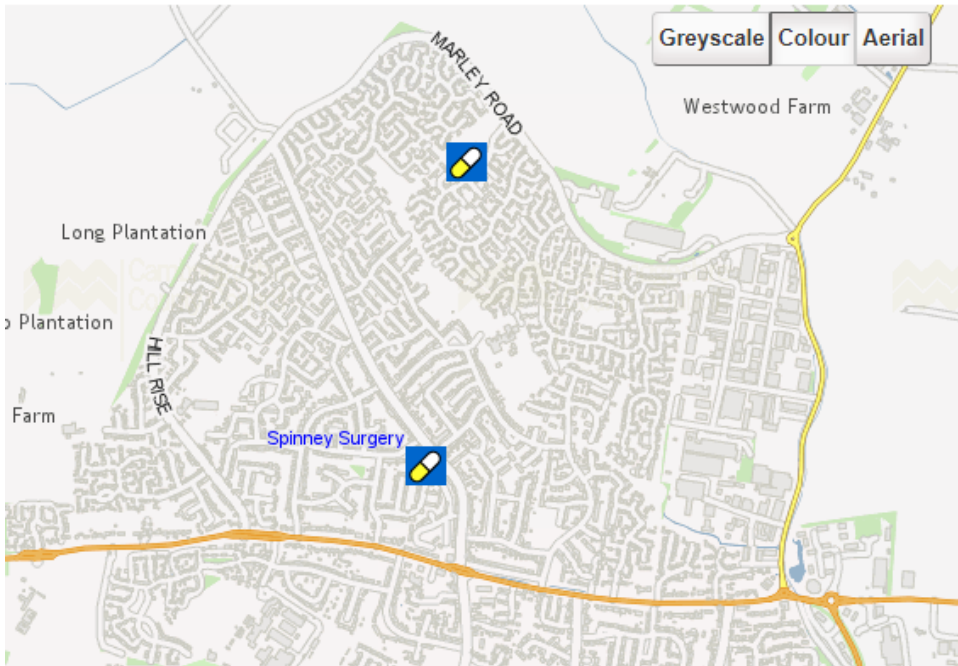 Greyscale Colour Aerial
MARLEY ROAD
Westwood Farm
Long Plantation
Plantation
HILL RISE
Farm
Spinney Surgery